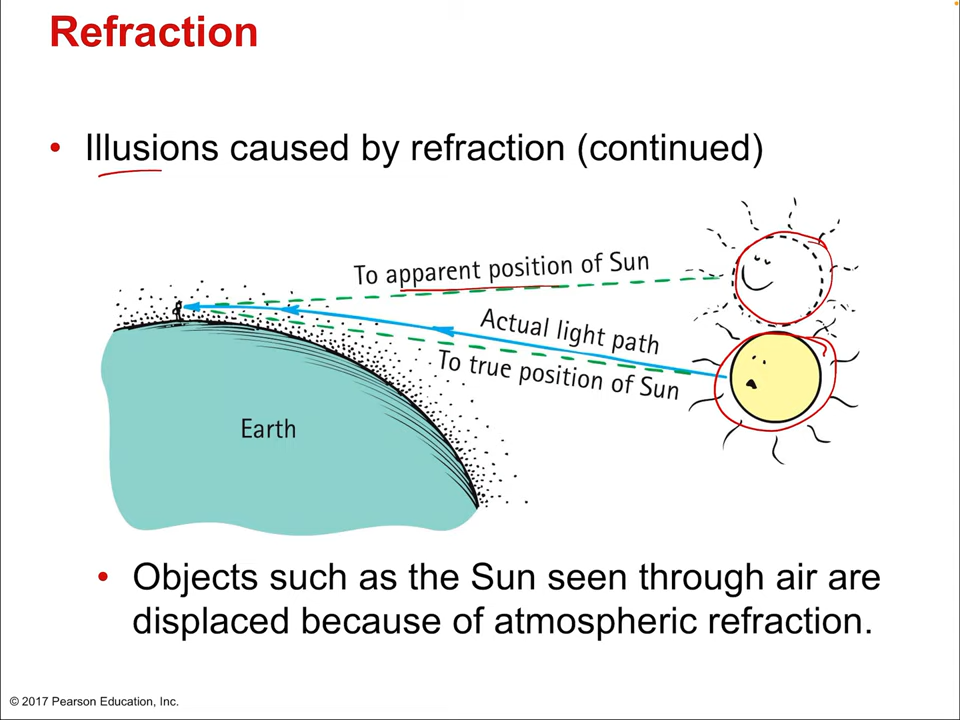 Refraction
• Illusions caused by refraction (continued)
To apparent position of Sun
Actual light path
To true position of Sun
Earth
• Objects such as the Sun seen through air are
displaced because of atmospheric refraction.
© 2017 Pearson Education, Inc.